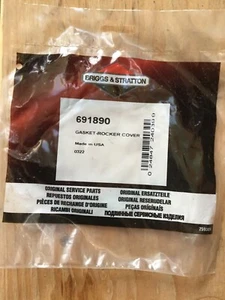 BRIGGS & STRATTON
691890
GASKET-ROCKER COVER
Made in USA
0322
ORIGINAL SERVICE PARTS
REPUESTOS ORIGINALES
PIÈCES DE RECHANGE D'ORIGINE
RICAMBI ORIGINALI
ORIGINAL ERSATZTEILE
ORIGINAL RESERVDELAR
PEÇAS ORIGINAIS
ПОДЛИННЫЕ СЕРВИСНЫЕ ИЗДЕЛИЯ